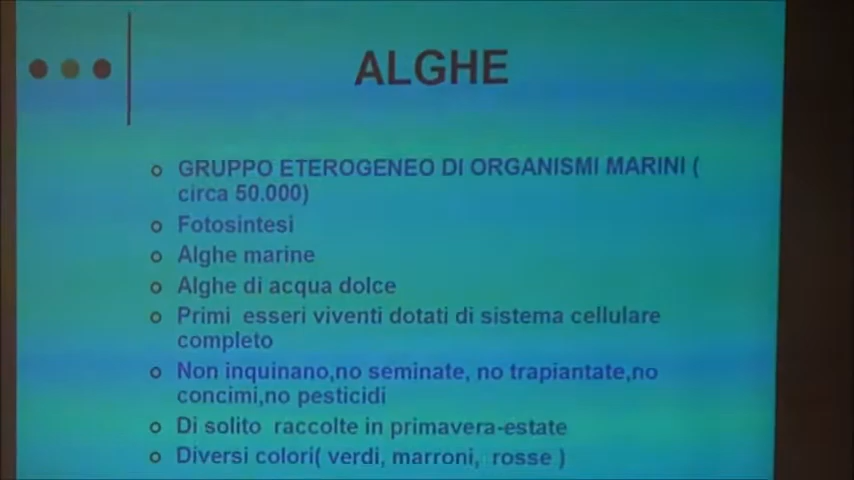 ALGHE
GRUPPO ETEROGENEO DI ORGANISMI MARINI (
circa 50.000)
Fotosintesi
Alghe marine
Alghe di acqua dolce
Primi esseri viventi dotati di sistema cellulare
completo
Non inquinano,no seminate, no trapiantate,no
concimi,no pesticidi
Di solito raccolte in primavera-estate
Diversi colori( verdi, marroni, rosse )